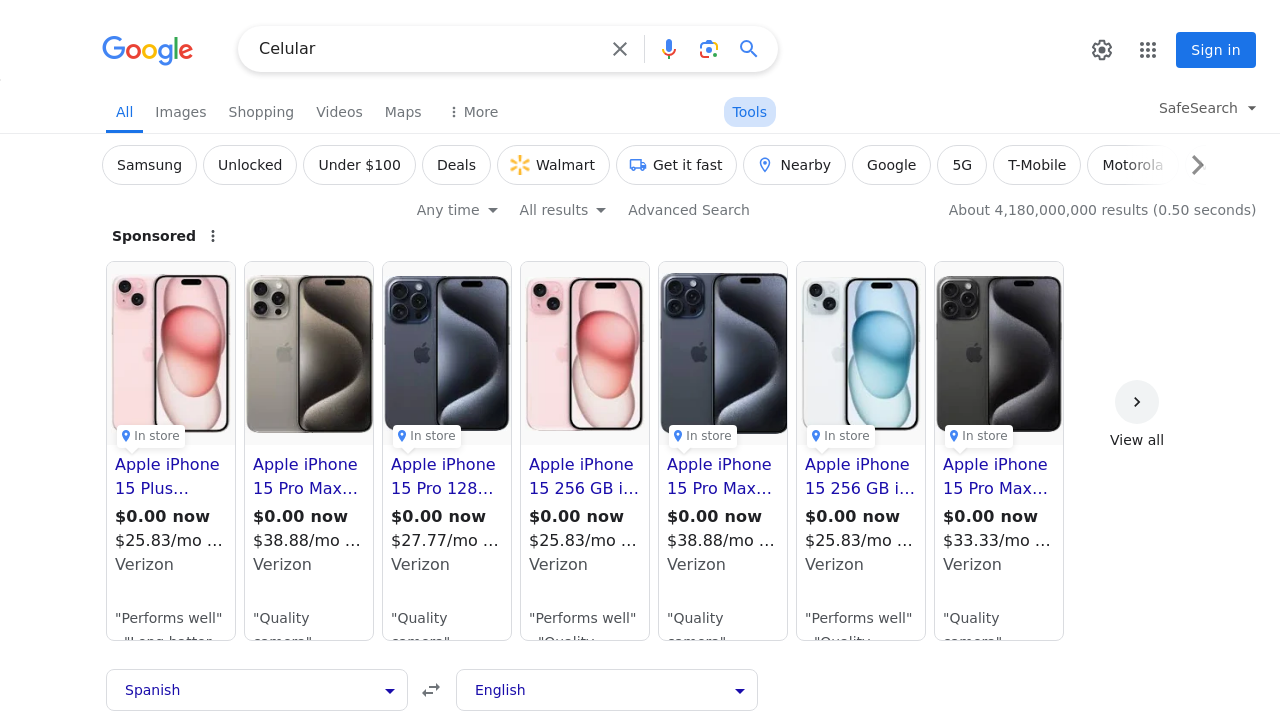 Google
Celular
Sign in
All
Images
Shopping
Videos
Maps
More
Tools
SafeSearch
Samsung
Unlocked
Under $100
Deals
Walmart
Get it fast
Nearby
Google
5G
T-Mobile
Motorola
Any time
All results
Advanced Search
About 4,180,000,000 results (0.50 seconds)
Sponsored
In store
Apple iPhone
15 Plus...
$0.00 now
$25.83/mo ...
Verizon
"Performs well"
Apple iPhone
15 Pro Max...
$0.00 now
$38.88/mo ...
Verizon
"Quality
camera"
In store
Apple iPhone
15 Pro 128...
$0.00 now
$27.77/mo ...
Verizon
"Quality
camera"
Apple iPhone
15 256 GB i...
$0.00 now
$25.83/mo ...
Verizon
"Performs well"
"Quality
In store
Apple iPhone
15 Pro Max...
$0.00 now
$38.88/mo ...
Verizon
"Quality
camera"
In store
Apple iPhone
15 256 GB i...
$0.00 now
$25.83/mo ...
Verizon
"Performs well"
"Quality
In store
Apple iPhone
15 Pro Max...
$0.00 now
$33.33/mo ...
Verizon
"Quality
camera"
View all
Spanish
English